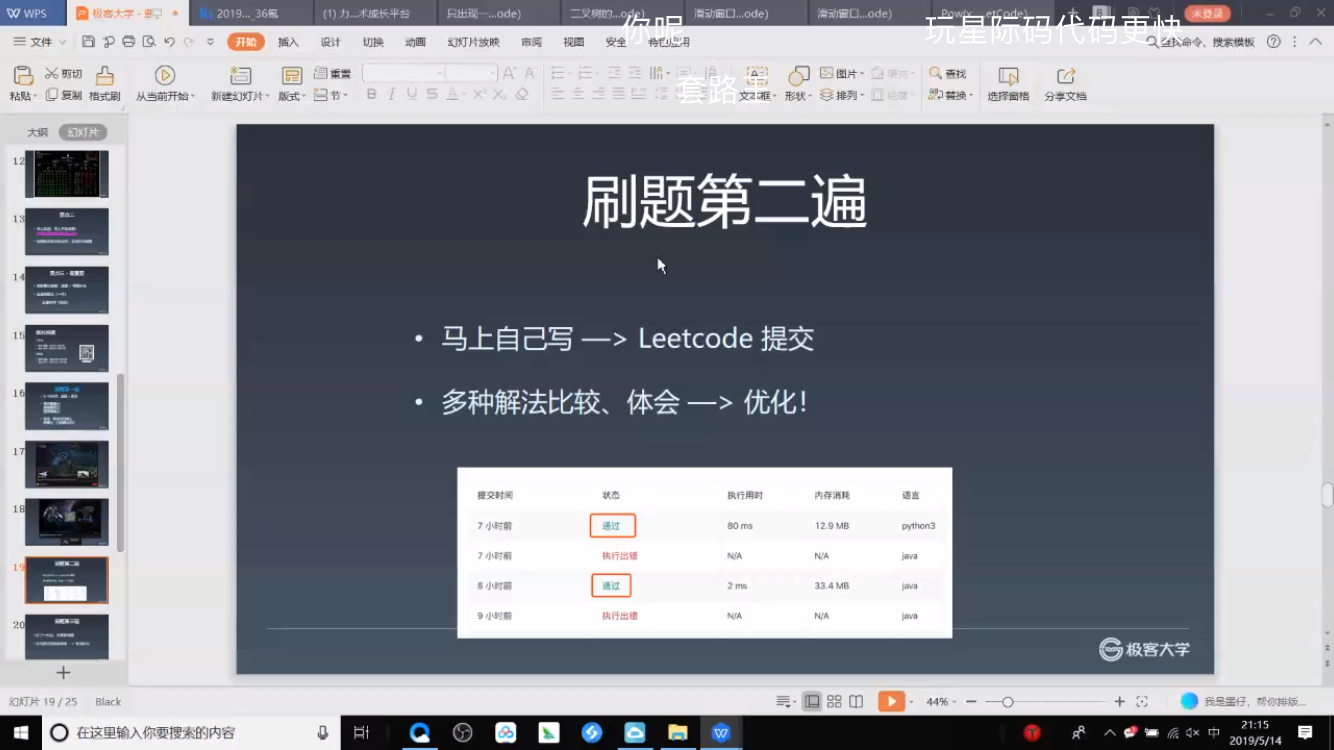 WPS
极客大学 -
2019..._36氪
(1) 力...术成长平台
只出现一...ode)
二叉树的...ode)
滑动窗口...ode)
滑动窗口...ode)
未登录
你呢
玩星际码代码更快
套路王
文件
开始
插入
设计
切换
动画
幻灯片放映
审阅
视图
安全
查找命令、搜索模板
粘贴
剪切
复制
格式刷
从当前开始
新建幻灯片
版式
重置
节
B I U S A X² X₂
文本框
形状
图片
排列
查找
替换
选择窗格
分享文档
大纲
幻灯片
12
13
14
15
16
17
18
19
20
刷题第二遍
• 马上自己写 —> Leetcode 提交
• 多种解法比较、体会 —> 优化！
提交时间 状态 执行用时 内存消耗 语言
7 小时前 通过 80 ms 12.9 MB python3
7 小时前 执行出错 N/A N/A java
8 小时前 通过 2 ms 33.4 MB java
9 小时前 执行出错 N/A N/A java
极客大学
幻灯片 19 / 25
Black
44%
我是墨仔，帮你排版...
在这里输入你要搜索的内容
中
21:15
2019/5/14